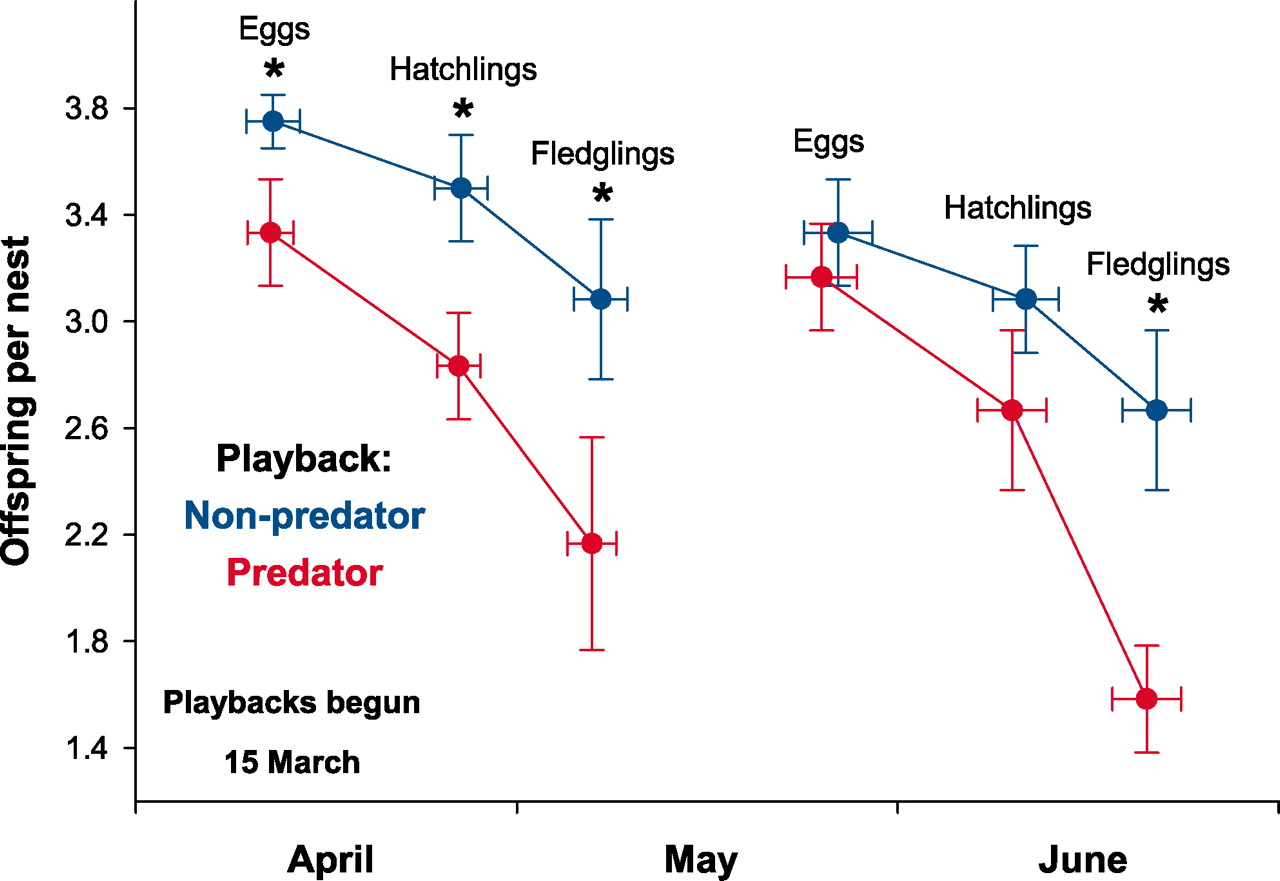 Eggs
*
Hatchlings
*
Fledglings
*
Eggs
Hatchlings
Fledglings
*
3.8
3.4
3.0
2.6
2.2
1.8
1.4
Offspring per nest
Playback:
Non-predator
Predator
Playbacks begun
15 March
April
May
June